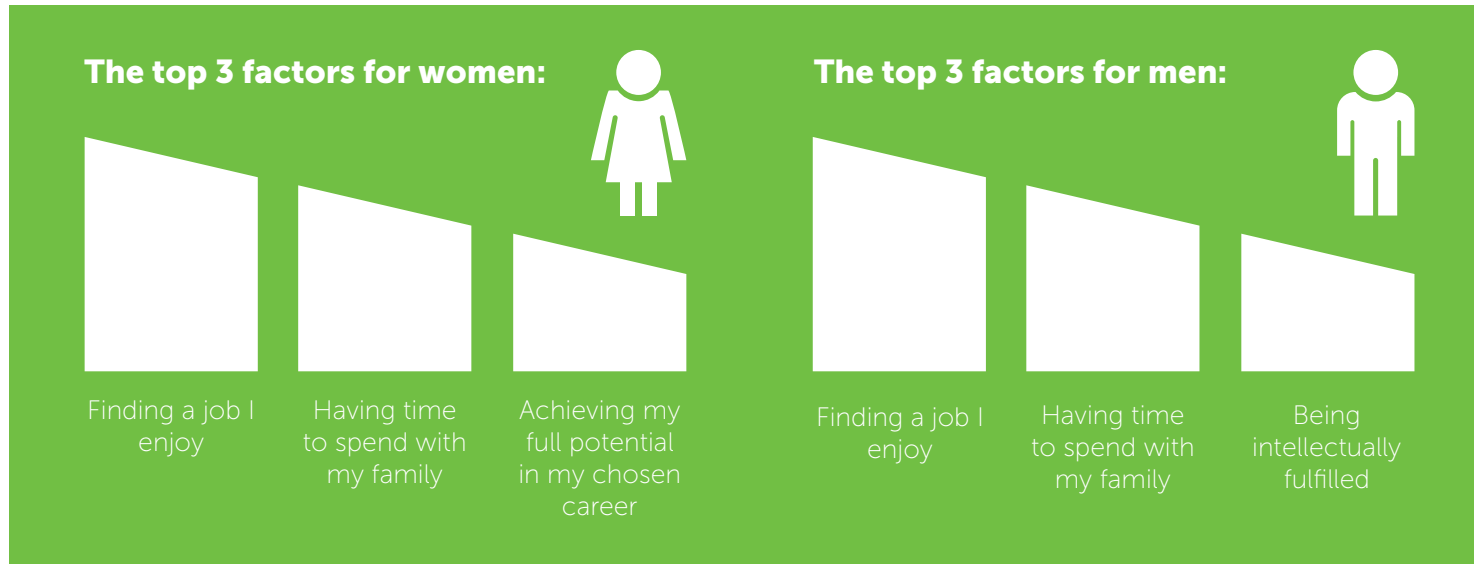 The top 3 factors for women:
Finding a job I
enjoy
Having time
to spend with
my family
Achieving my
full potential
in my chosen
career
The top 3 factors for men:
Finding a job I
enjoy
Having time
to spend with
my family
Being
intellectually
fulfilled